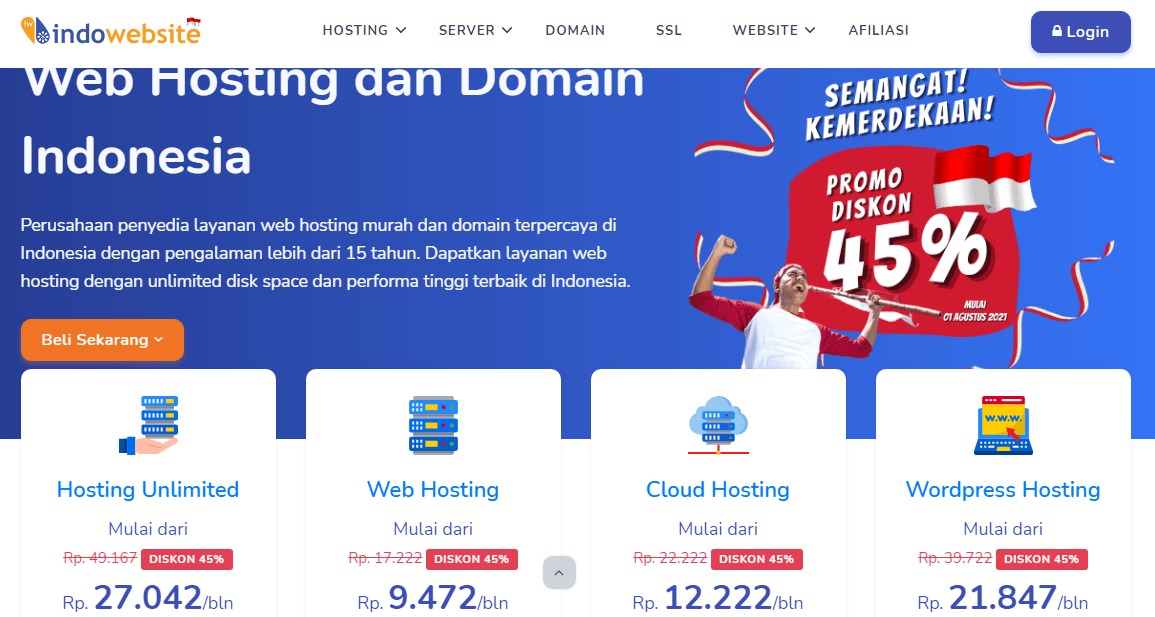 iw
indowebsite
HOSTING
SERVER
DOMAIN
SSL
WEBSITE
AFILIASI
Login
Web Hosting dan Domain
Indonesia
Perusahaan penyedia layanan web hosting murah dan domain terpercaya di
Indonesia dengan pengalaman lebih dari 15 tahun. Dapatkan layanan web
hosting dengan unlimited disk space dan performa tinggi terbaik di Indonesia.
Beli Sekarang
SEMANGAT!
KEMERDEKAAN!
PROMO
DISKON
45%
MULAI
01 AGUSTUS 2021
Hosting Unlimited
Mulai dari
Rp. 49.167 DISKON 45%
Rp. 27.042/bln
Web Hosting
Mulai dari
Rp. 17.222 DISKON 45%
Rp. 9.472/bln
Cloud Hosting
Mulai dari
Rp. 22.222 DISKON 45%
Rp. 12.222/bln
www.
Wordpress Hosting
Mulai dari
Rp. 39.722 DISKON 45%
Rp. 21.847/bln